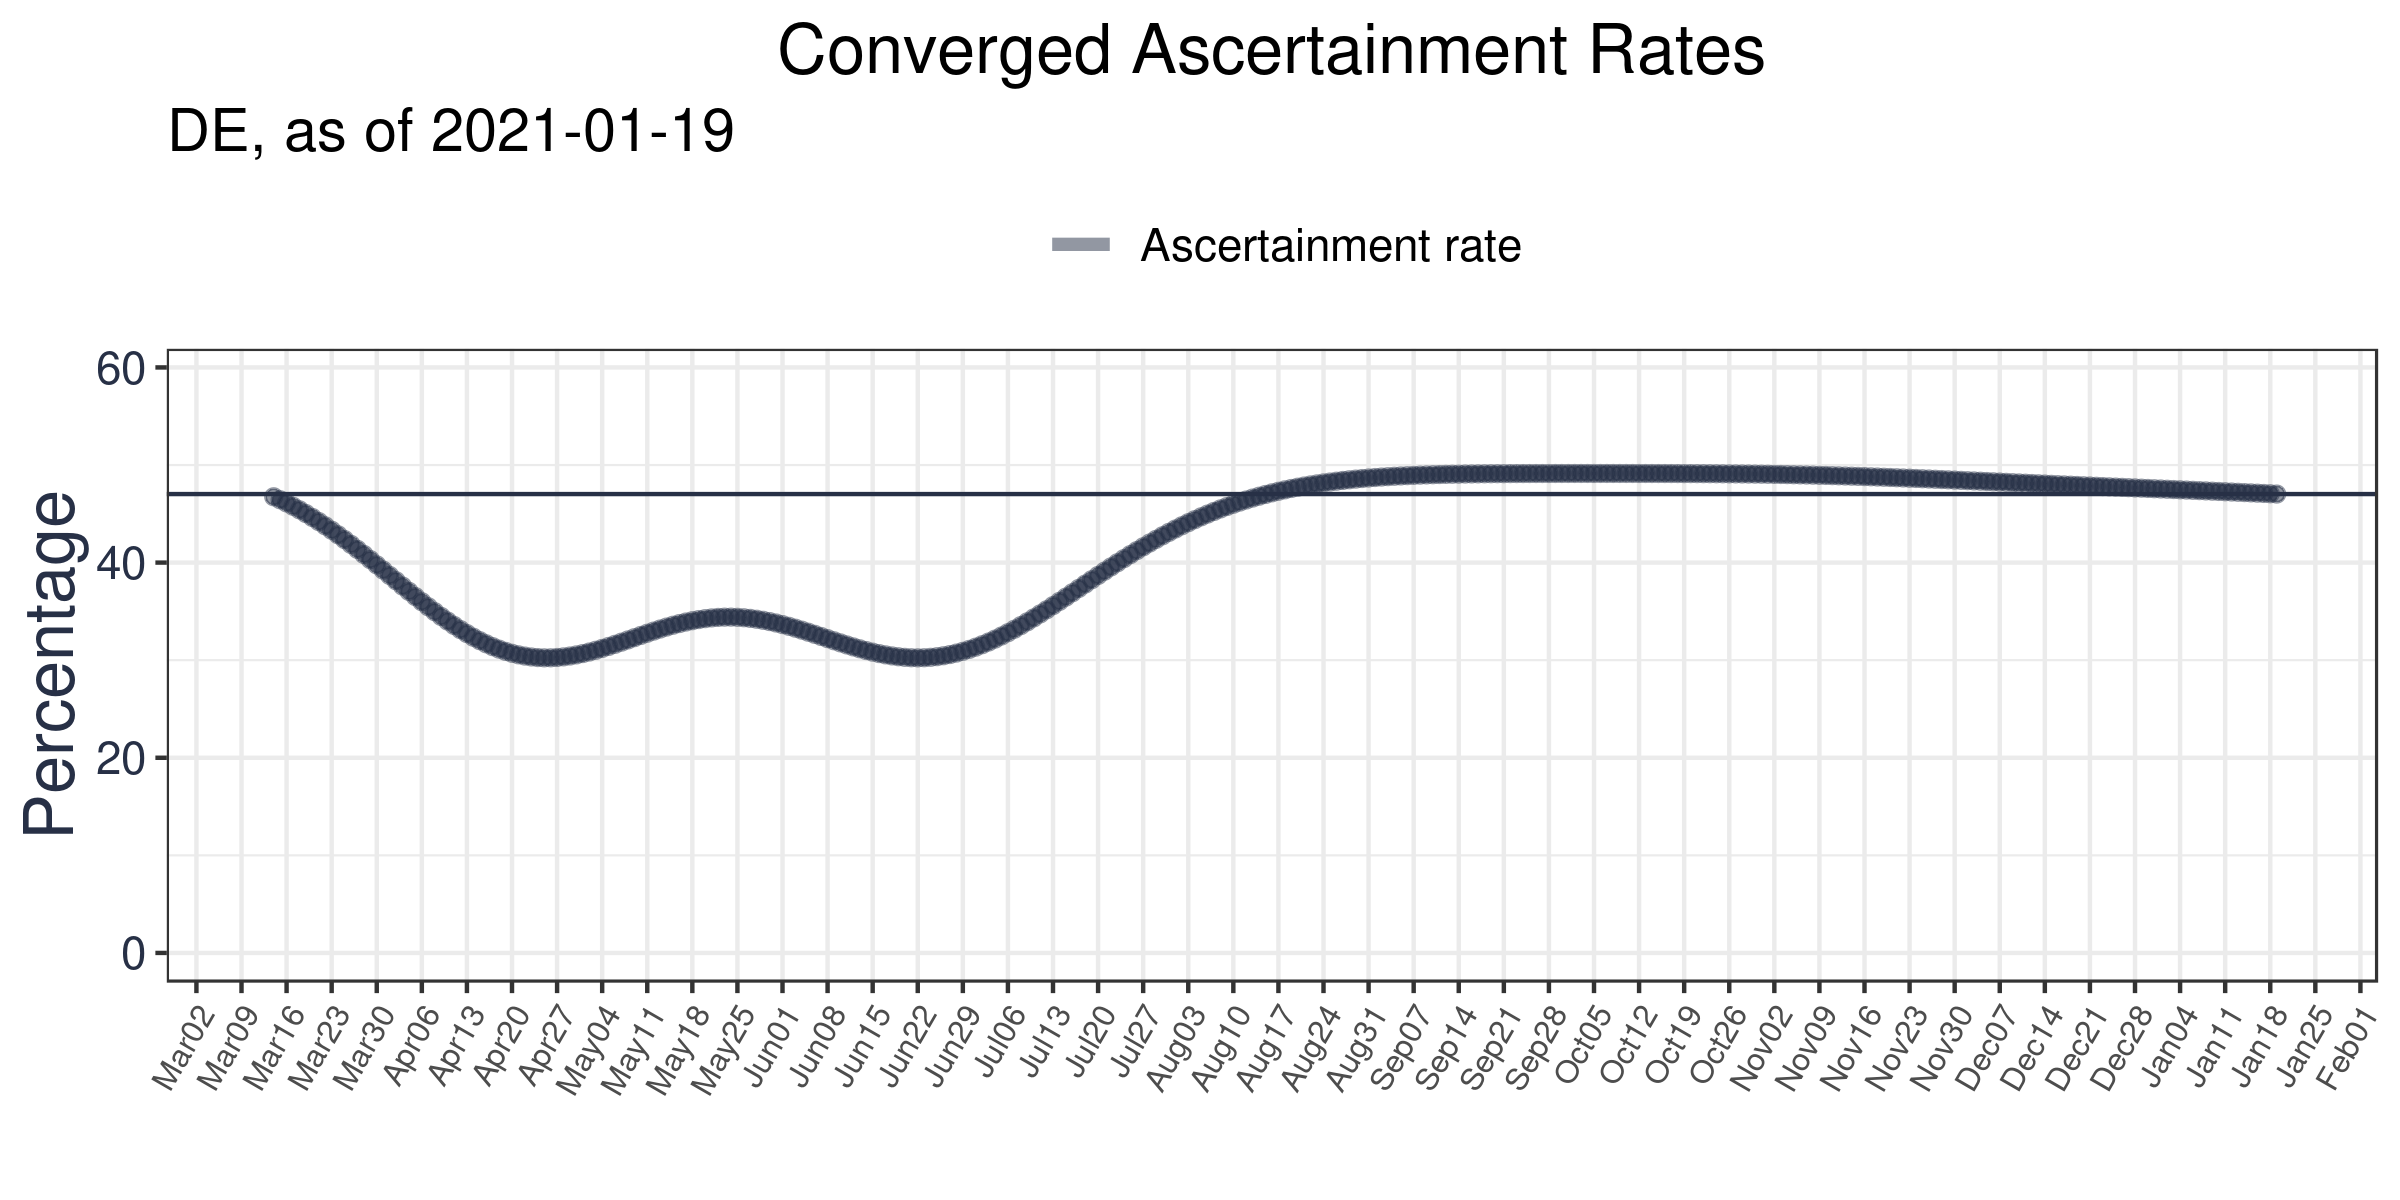 Converged Ascertainment Rates
DE, as of 2021-01-19
Ascertainment rate
Percentage
60
40
20
0
Mar02
Mar09
Mar16
Mar23
Mar30
Apr06
Apr13
Apr20
Apr27
May04
May11
May18
May25
Jun01
Jun08
Jun15
Jun22
Jun29
Jul06
Jul13
Jul20
Jul27
Aug03
Aug10
Aug17
Aug24
Aug31
Sep07
Sep14
Sep21
Sep28
Oct05
Oct12
Oct19
Oct26
Nov02
Nov09
Nov16
Nov23
Nov30
Dec07
Dec14
Dec21
Dec28
Jan04
Jan11
Jan18
Jan25
Feb01